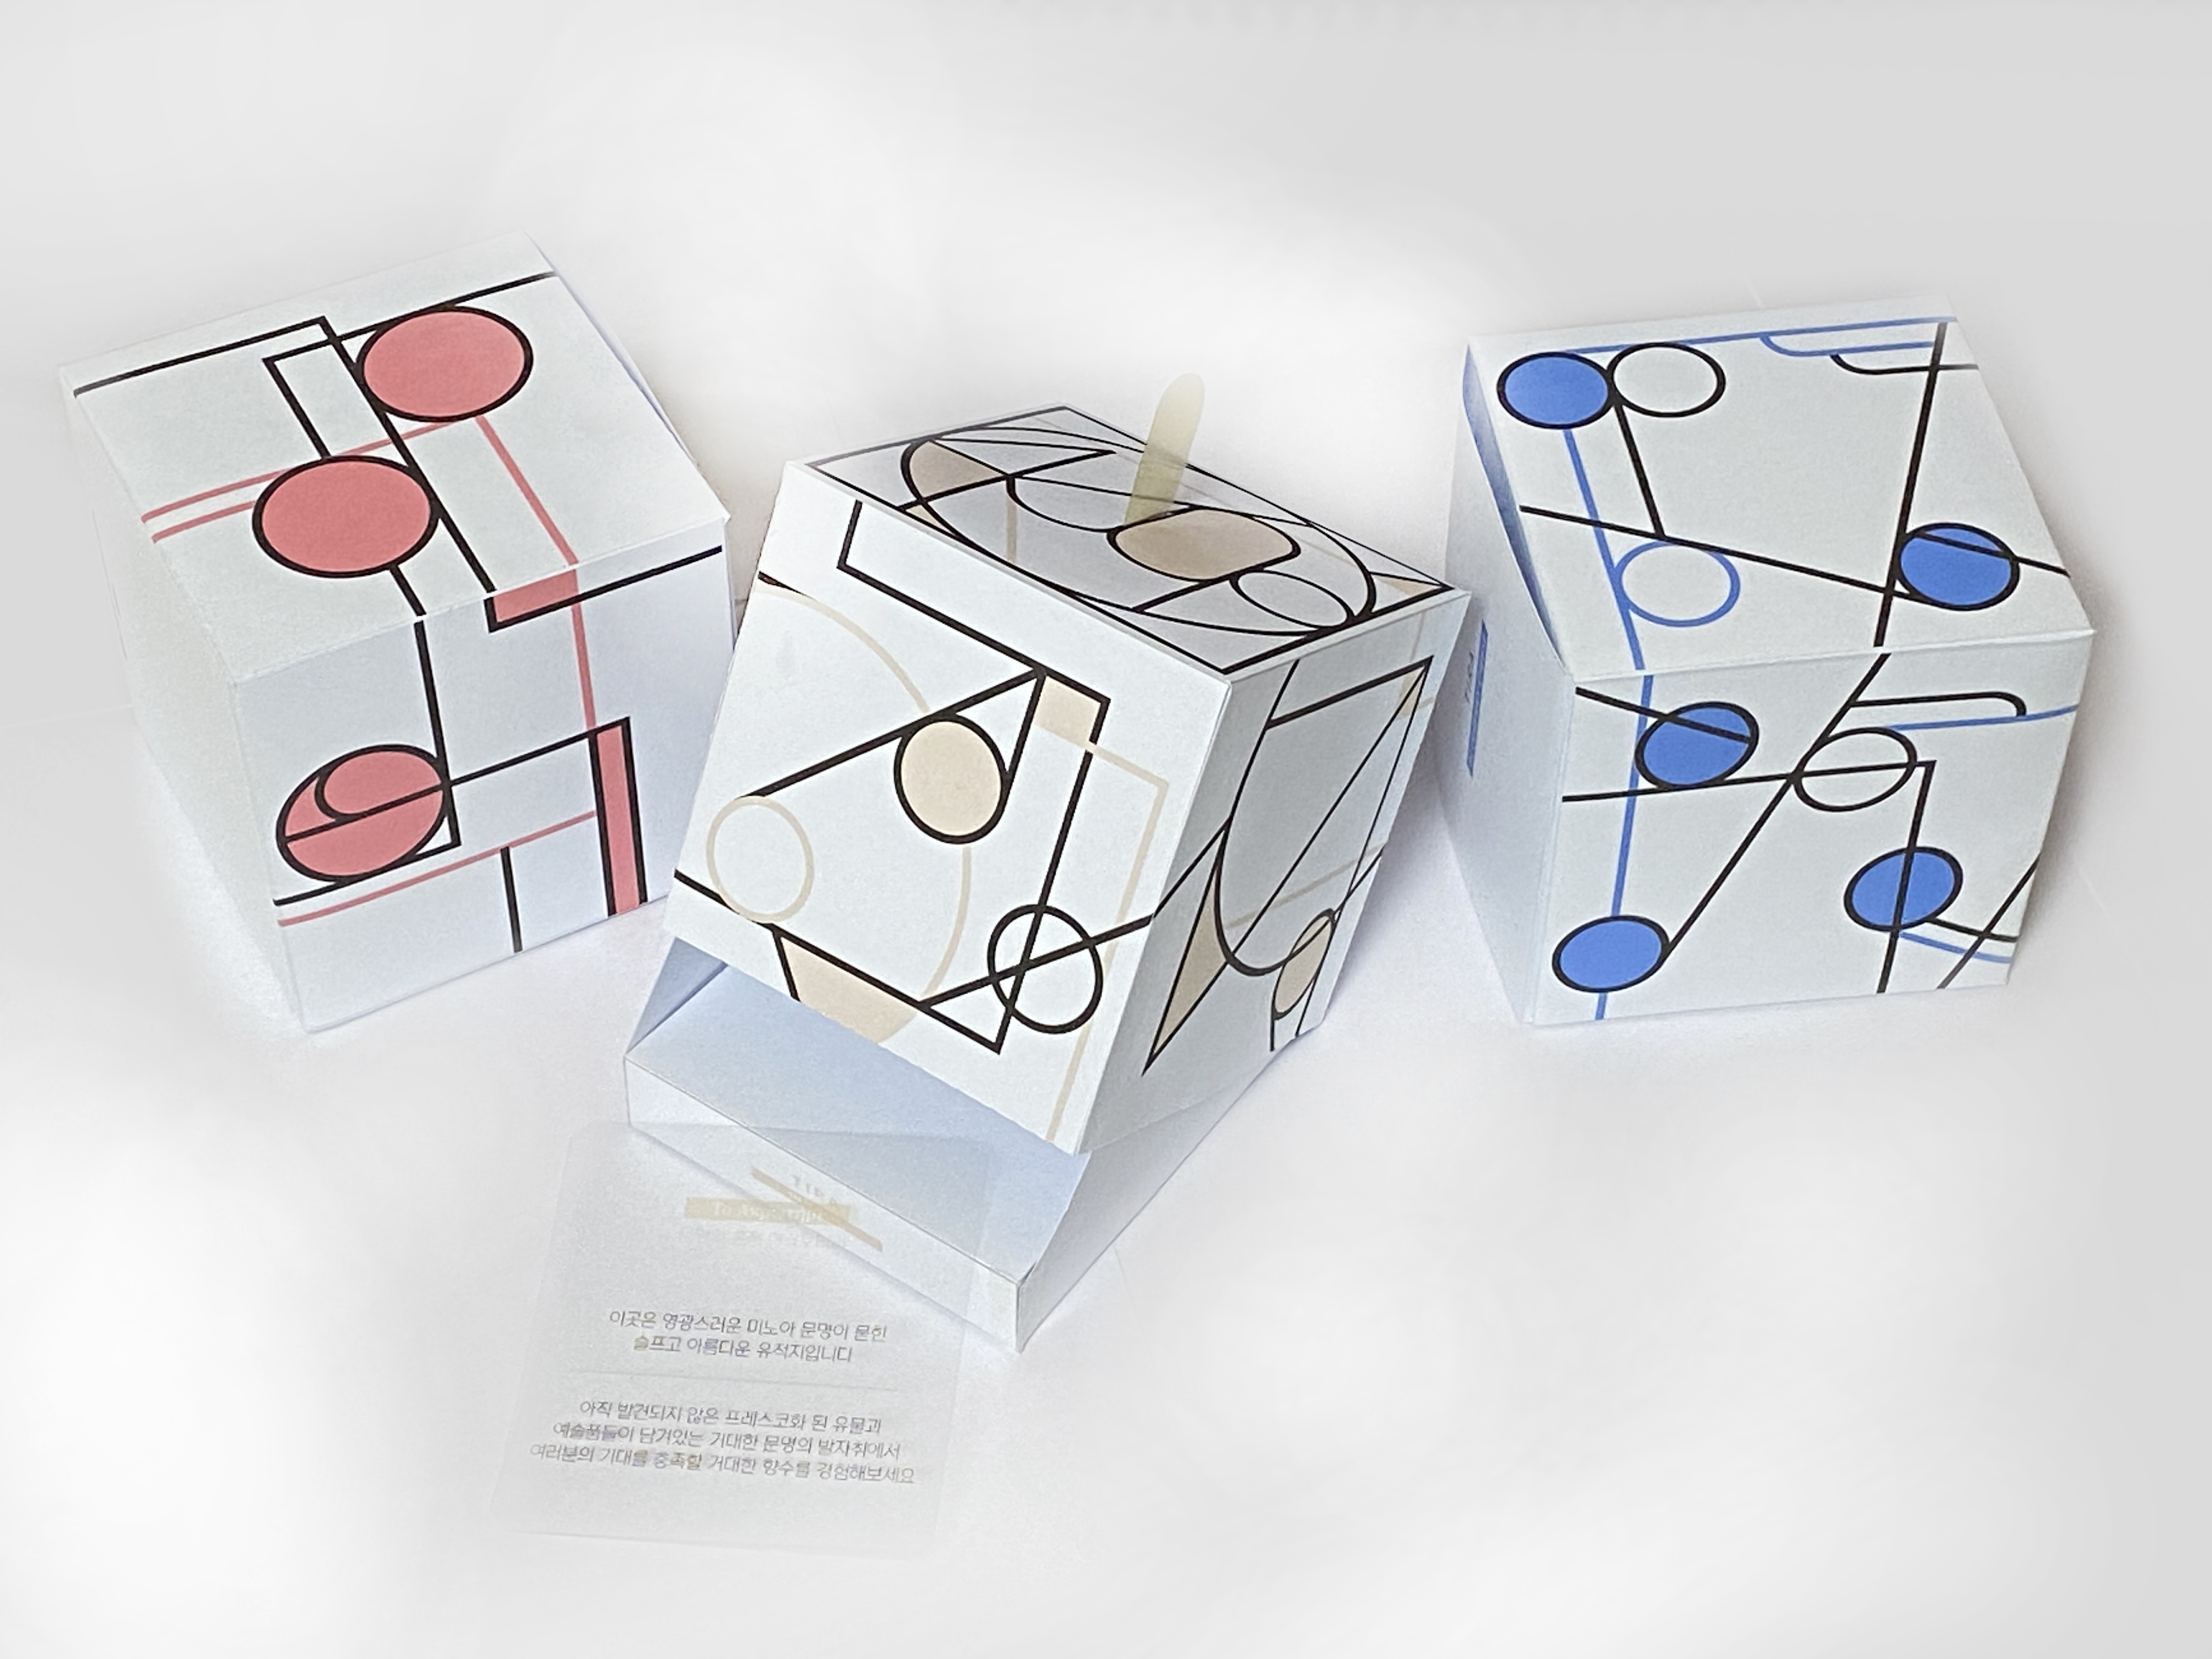 이곳은 영광스러운 미노아 문명이 묻힌
슬프고 아름다운 유적지입니다
아직 발견되지 않은 프레스코화 된 유물과
예술품들이 담겨있는 거대한 문명의 발자취에서
여러분의 기대를 충족할 거대한 향수를 경험해보세요